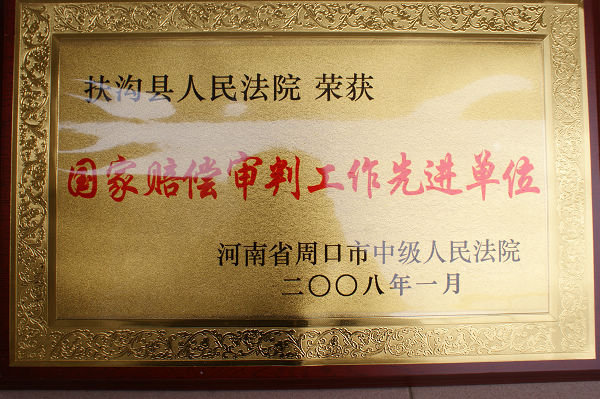 扶沟县人民法院 荣获
国家赔偿审判工作先进单位
河南省周口市中级人民法院
二〇〇八年一月